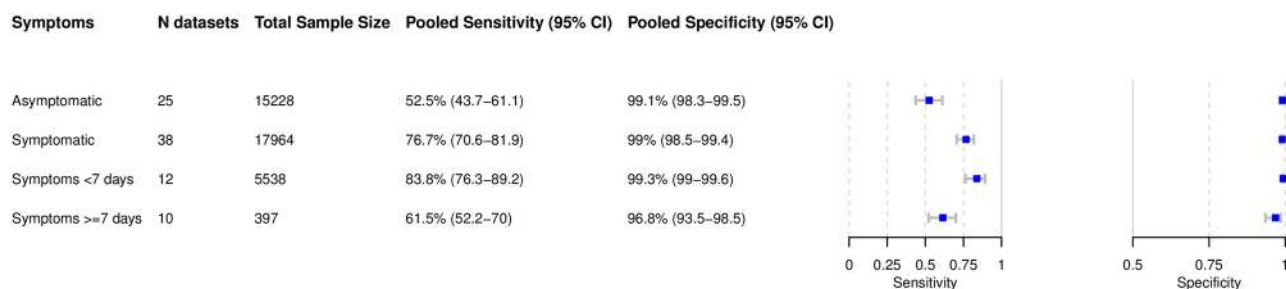 Symptoms N datasets Total Sample Size Pooled Sensitivity (95% CI) Pooled Specificity (95% CI)
Asymptomatic 25 15228 52.5% (43.7–61.1) 99.1% (98.3–99.5)
Symptomatic 38 17964 76.7% (70.6–81.9) 99% (98.5–99.4)
Symptoms <7 days 12 5538 83.8% (76.3–89.2) 99.3% (99–99.6)
Symptoms >=7 days 10 397 61.5% (52.2–70) 96.8% (93.5–98.5)
0 0.25 0.5 0.75 1 0.5 0.75 1
Sensitivity Specificity